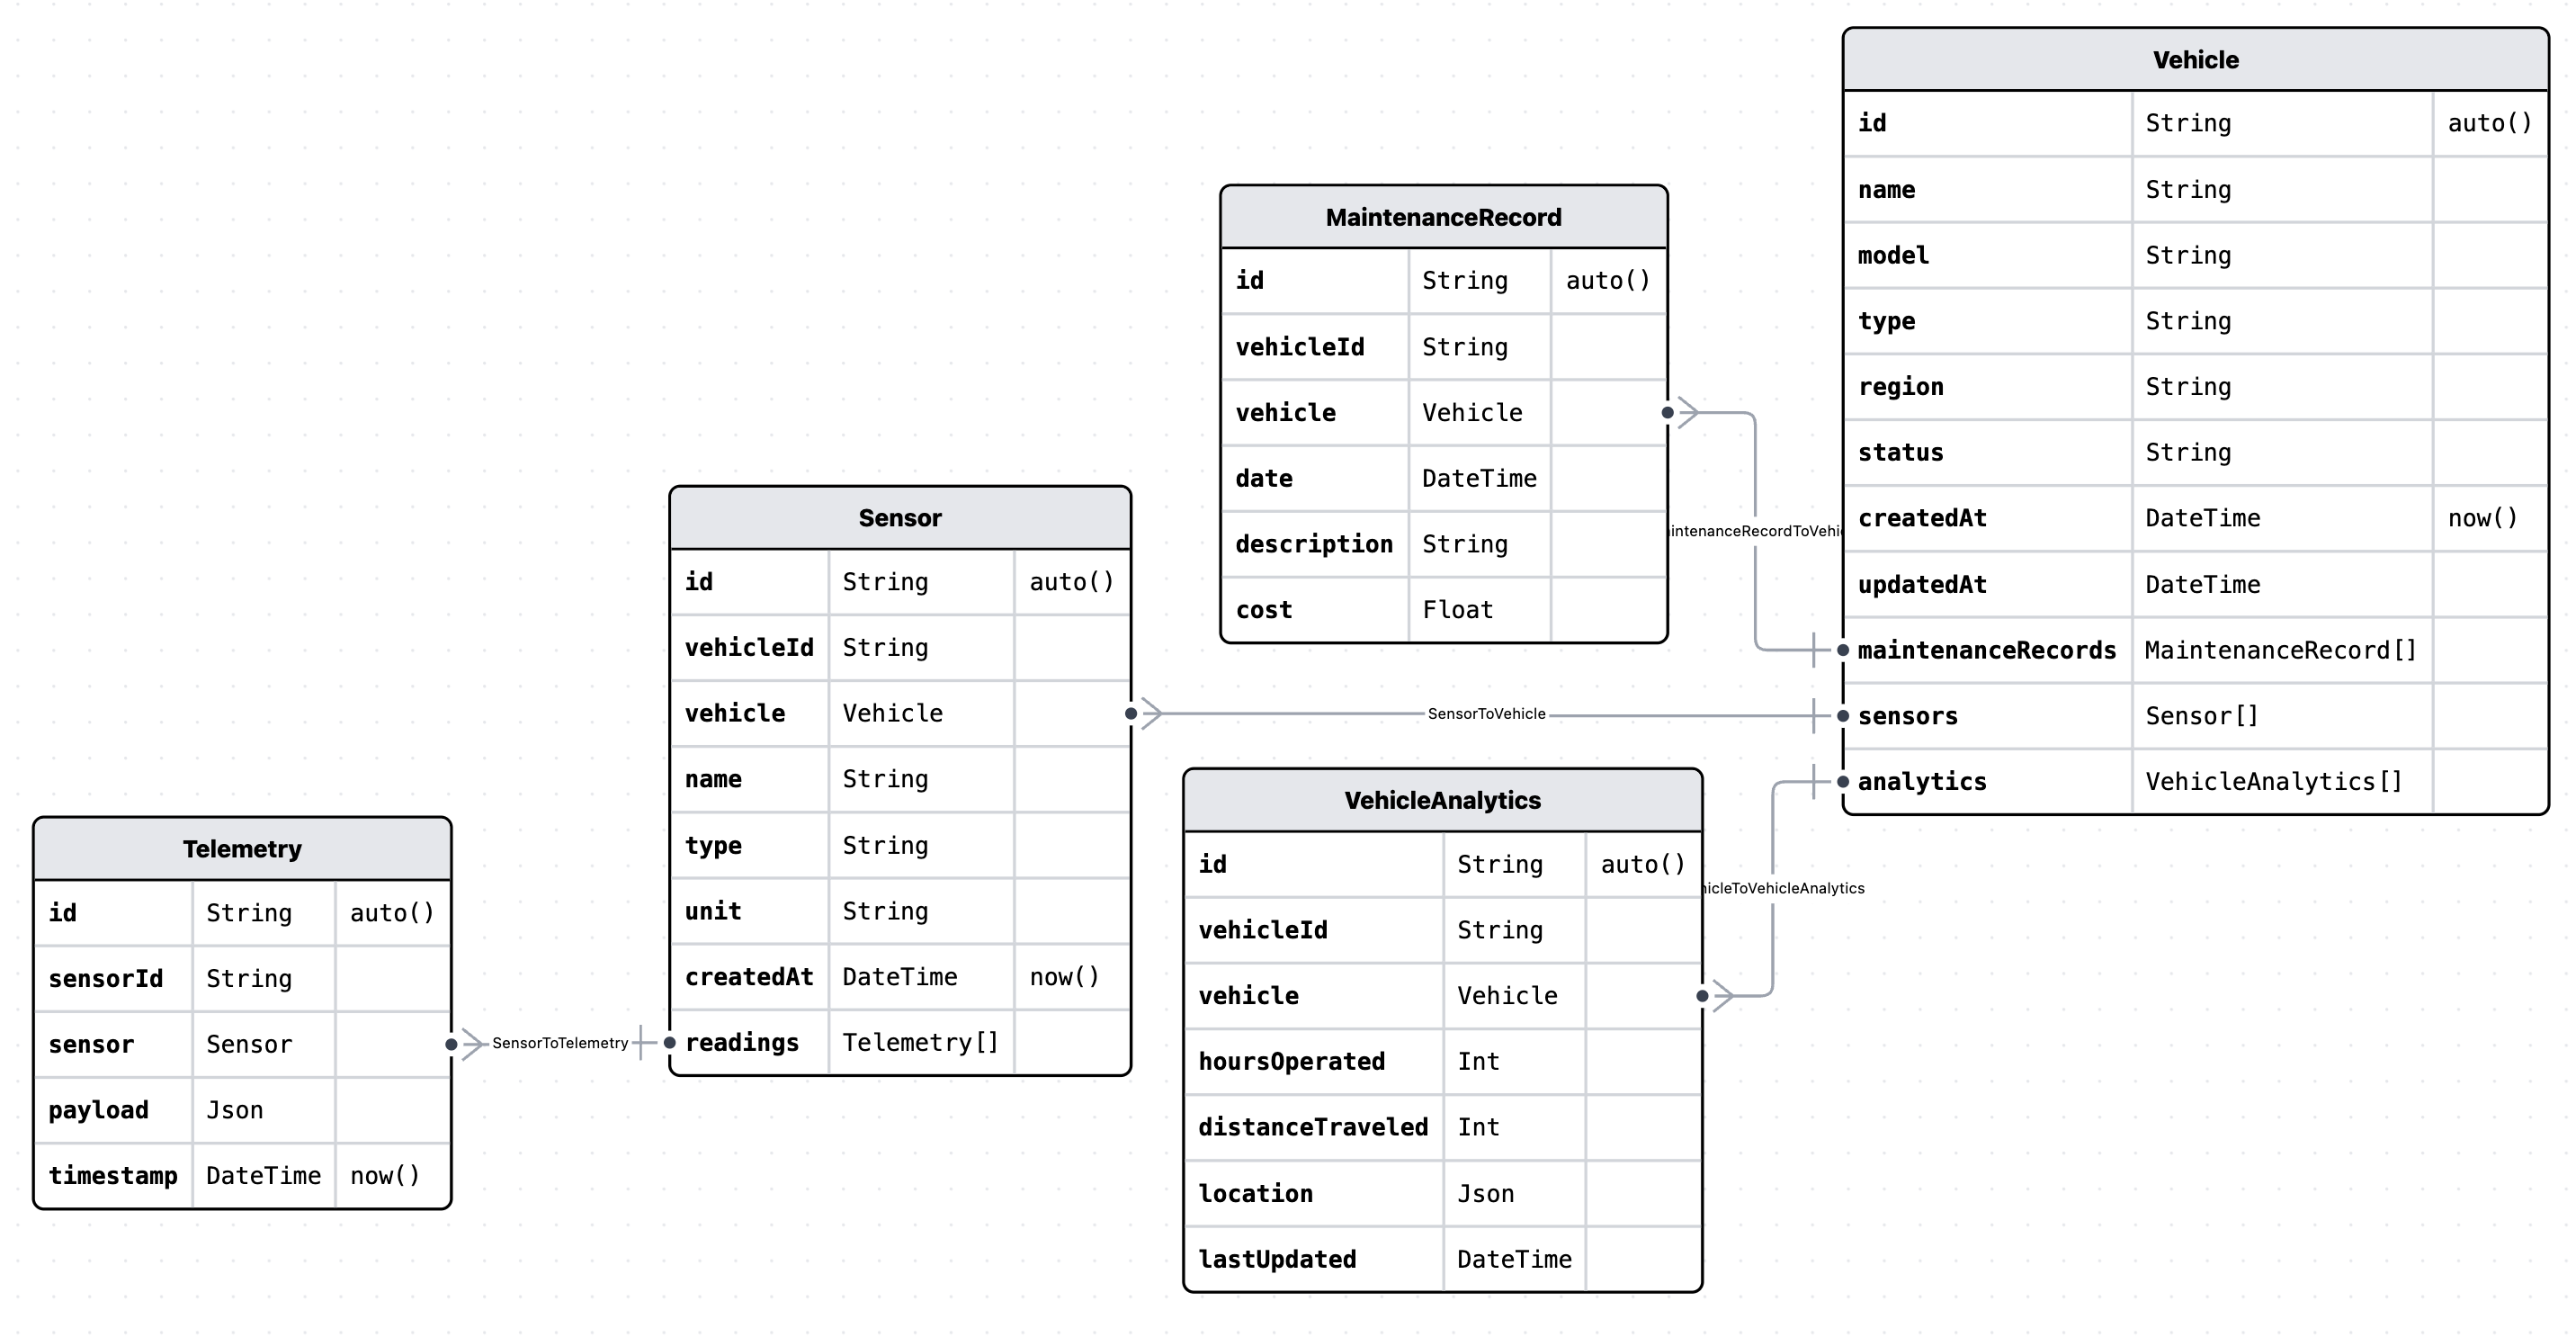 Vehicle
id String auto()
name String
model String
type String
region String
status String
createdAt DateTime now()
updatedAt DateTime
maintenanceRecords MaintenanceRecord[]
sensors Sensor[]
analytics VehicleAnalytics[]
MaintenanceRecord
id String auto()
vehicleId String
vehicle Vehicle
date DateTime
description String
cost Float
intenanceRecordToVehi
Sensor
id String auto()
vehicleId String
vehicle Vehicle
name String
type String
unit String
createdAt DateTime now()
readings Telemetry[]
SensorToVehicle
VehicleAnalytics
id String auto()
vehicleId String
vehicle Vehicle
hoursOperated Int
distanceTraveled Int
location Json
lastUpdated DateTime
icleToVehicleAnalytics
Telemetry
id String auto()
sensorId String
sensor Sensor
payload Json
timestamp DateTime now()
SensorToTelemetry